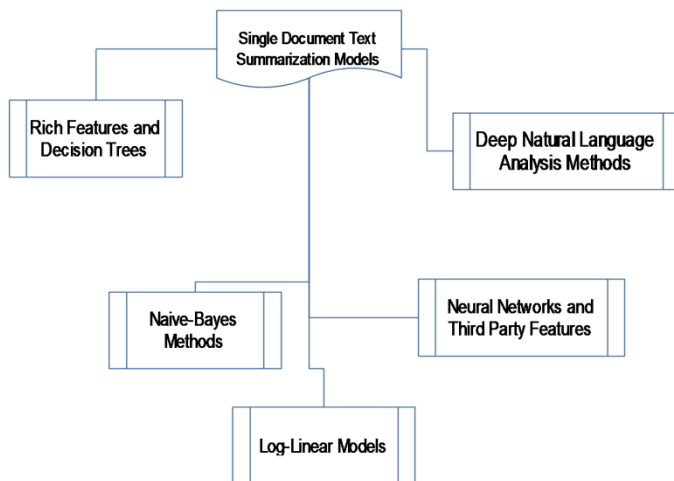 Single Document Text
Summarization Models
Rich Features and
Decision Trees
Deep Natural Language
Analysis Methods
Naive-Bayes
Methods
Neural Networks and
Third Party Features
Log-Linear Models